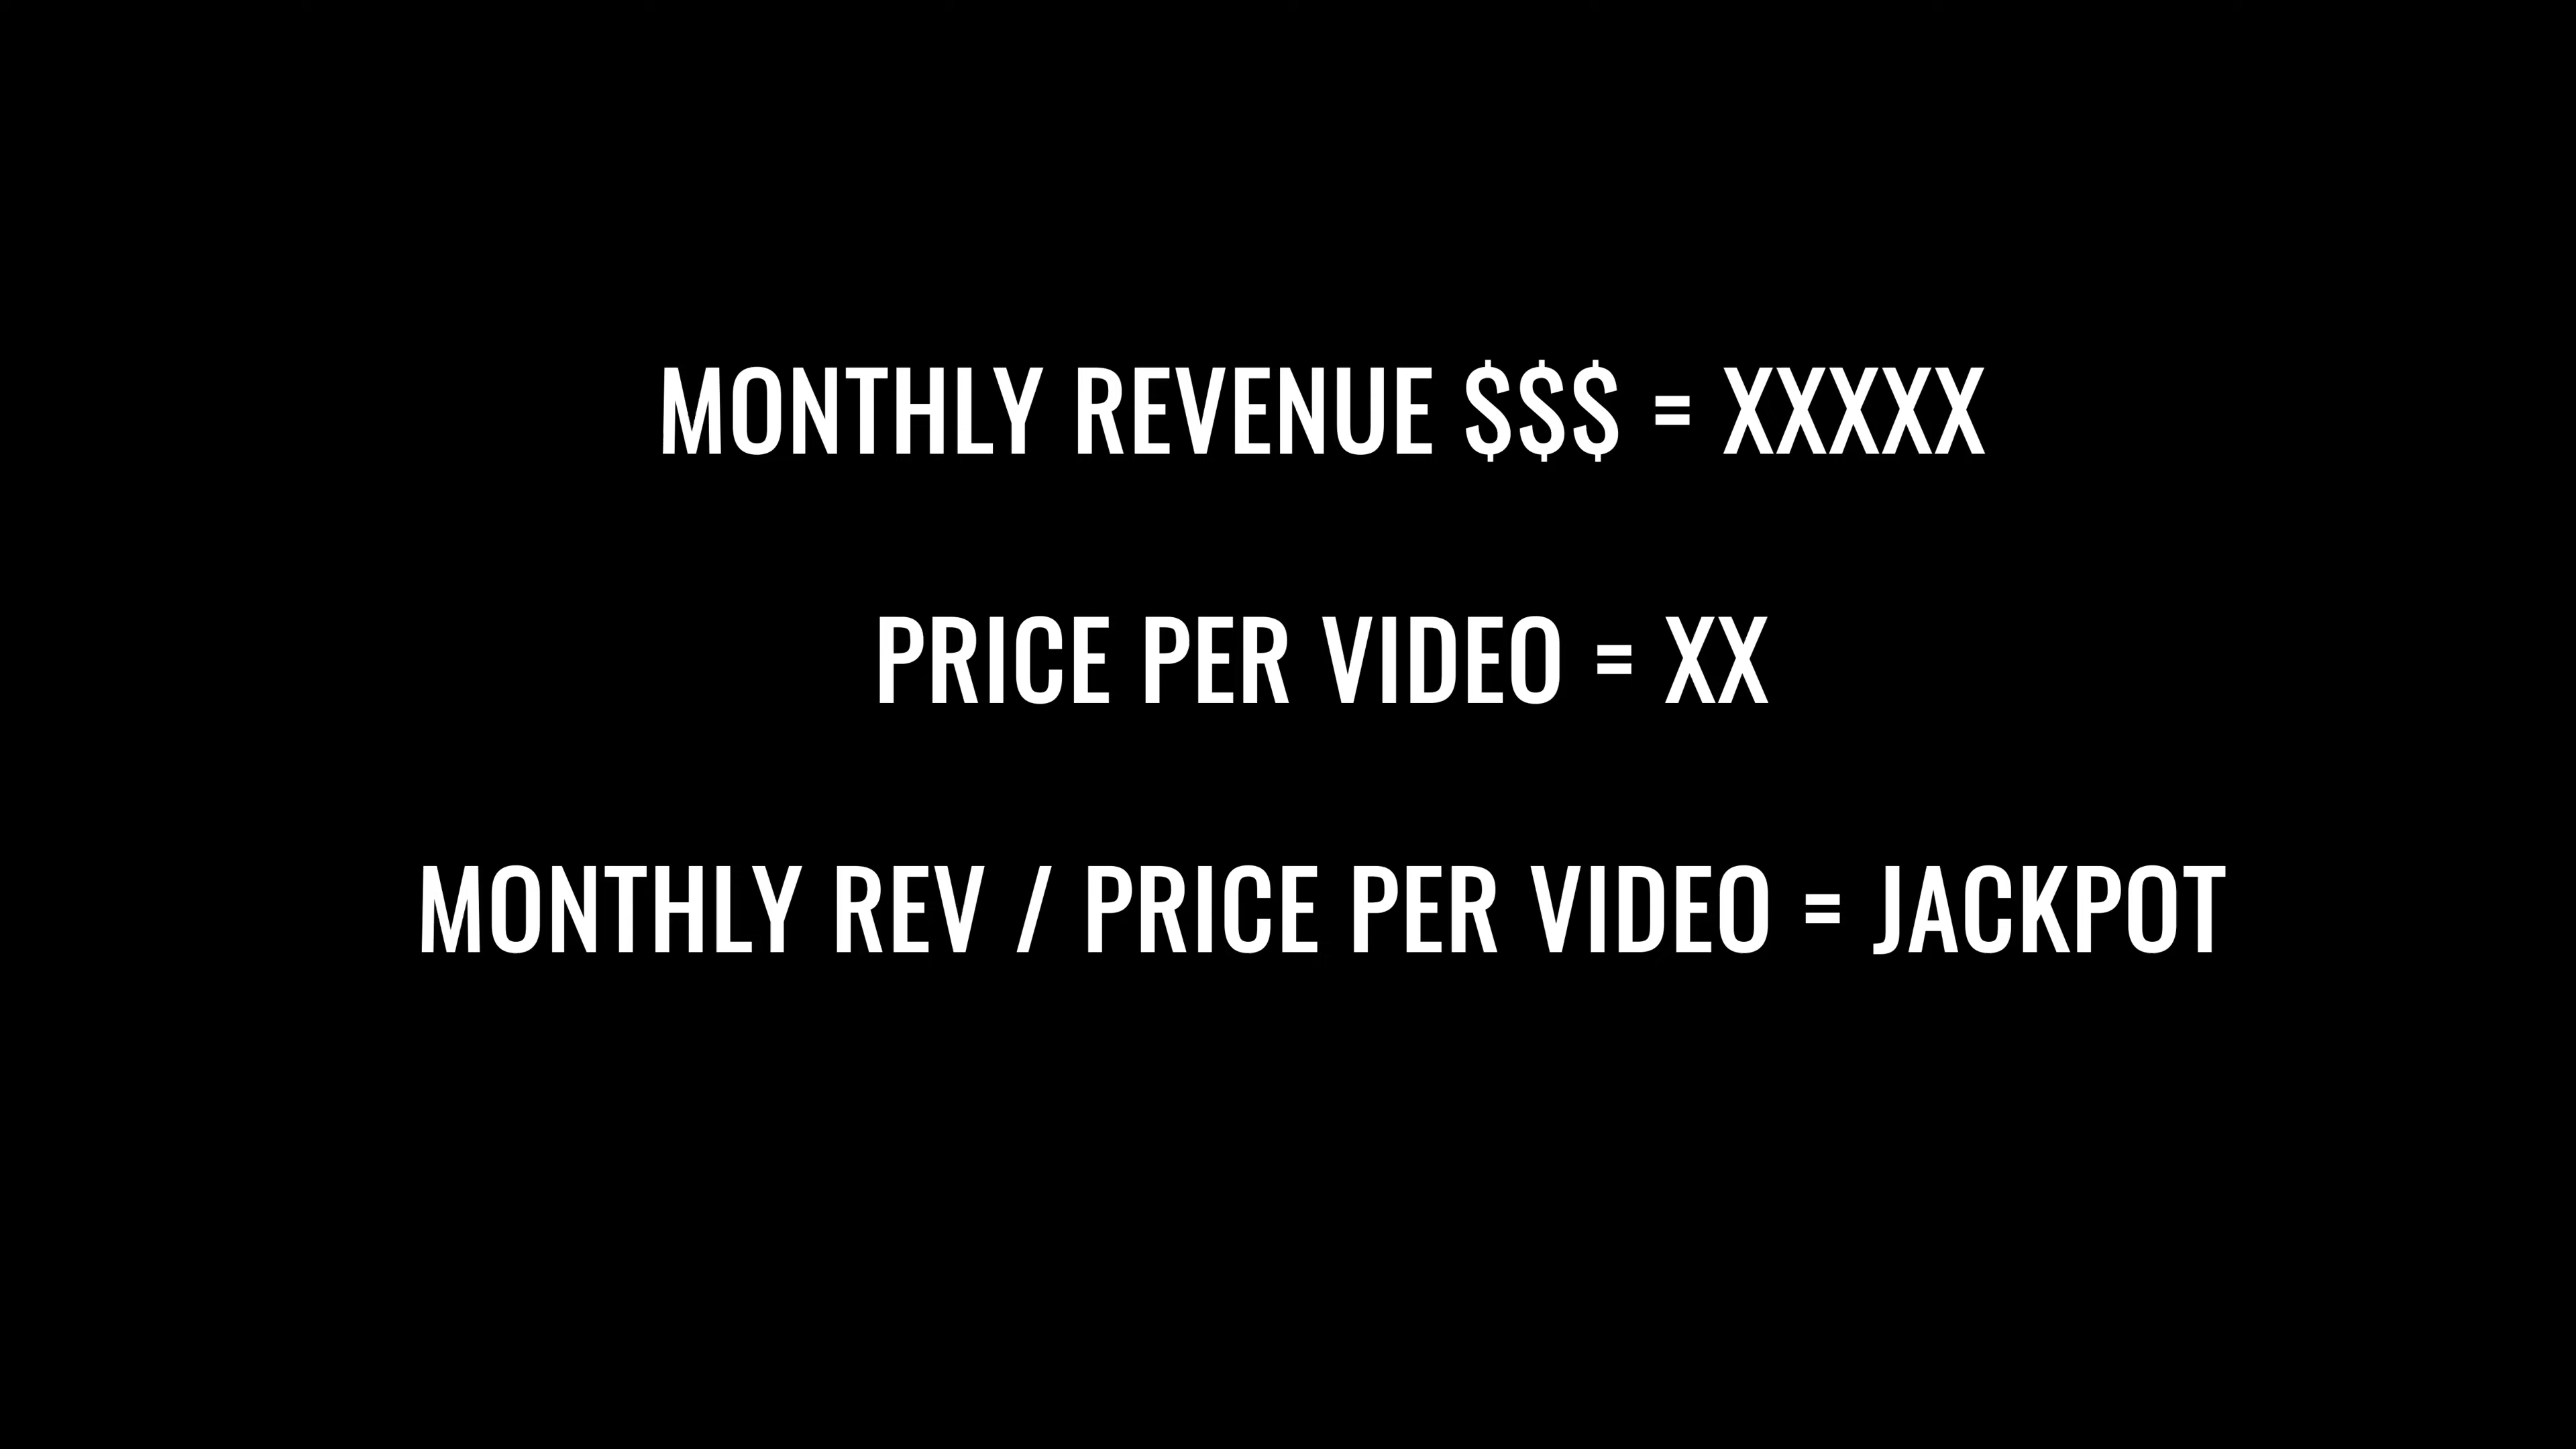 MONTHLY REVENUE $$$ = XXXXX
PRICE PER VIDEO = XX
MONTHLY REV / PRICE PER VIDEO = JACKPOT